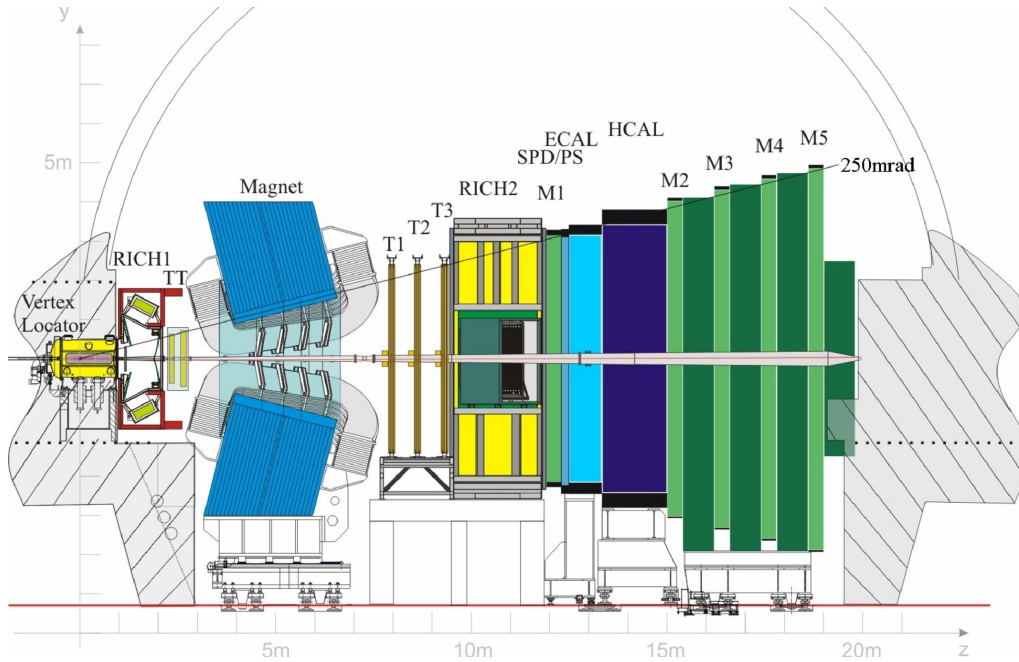 y
5m
250mrad
M5
M4
M3
M2
HCAL
ECAL
SPD/PS
M1
RICH2
T3
T2
T1
Magnet
RICH1
TT
Vertex
Locator
5m
10m
15m
20m
z